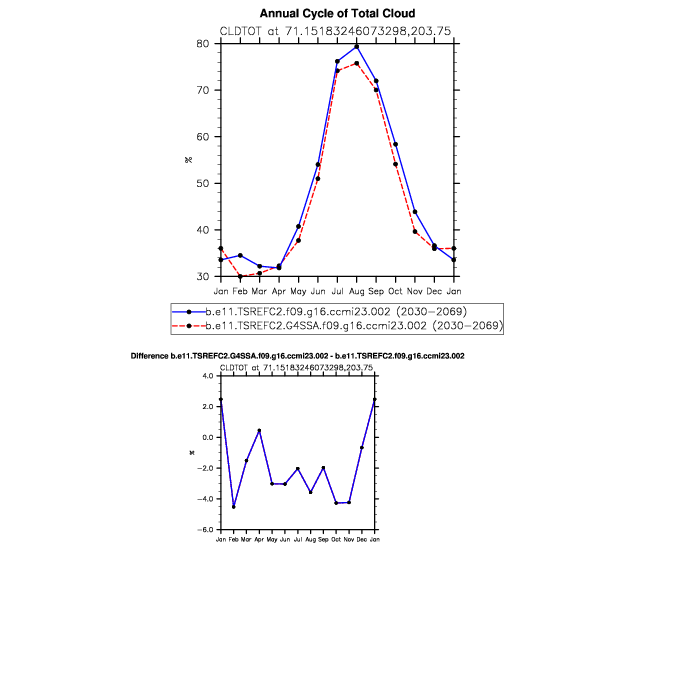 Annual Cycle of Total Cloud
CLDTOT at 71.15183246073298,203.75
80
70
60
50
40
30
%
Jan Feb Mar Apr May Jun Jul Aug Sep Oct Nov Dec Jan
b.e11.TSREFC2.f09.g16.ccmi23.002 (2030-2069)
b.e11.TSREFC2.G4SSA.f09.g16.ccmi23.002 (2030-2069)
Difference b.e11.TSREFC2.G4SSA.f09.g16.ccmi23.002 - b.e11.TSREFC2.f09.g16.ccmi23.002
CLDTOT at 71.15183246073298,203.75
4.0
2.0
0.0
-2.0
-4.0
-6.0
%
Jan Feb Mar Apr May Jun Jul Aug Sep Oct Nov Dec Jan